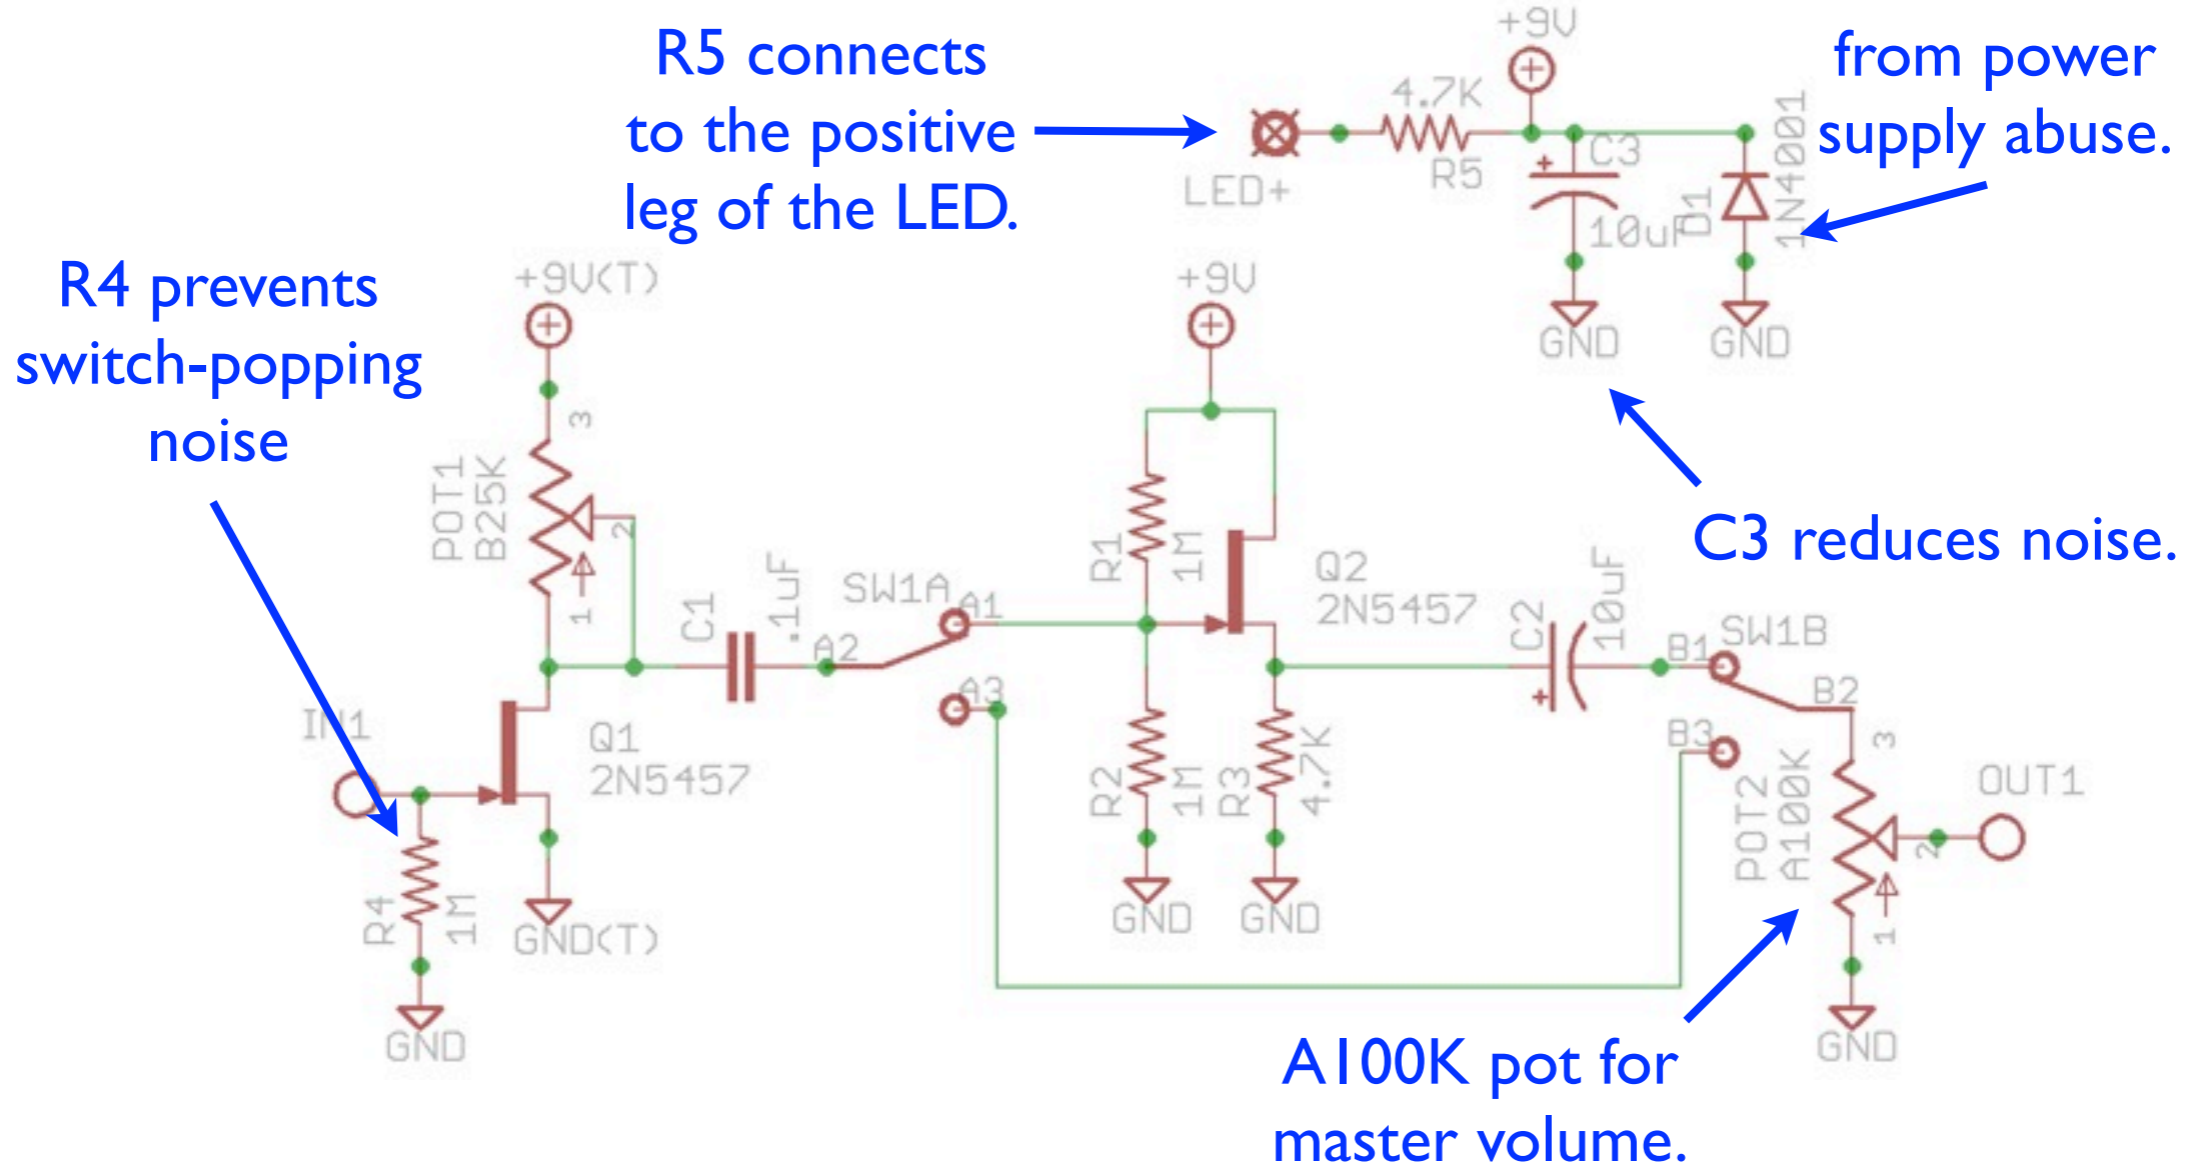 R5 connects
to the positive
leg of the LED.
+9V
from power
supply abuse.
4.7K
R5
LED+
C3
10uF
D1
1N4001
GND
GND
R4 prevents
switch-popping
noise
+9V(T)
+9V
C3 reduces noise.
3
POT1
B25K
2
1
C1
.1uF
SW1A
A1
A2
A3
R1
1M
Q2
2N5457
C2
10uF
SW1B
B1
B2
B3
IN1
Q1
2N5457
R4
1M
GND
GND(T)
R2
1M
R3
4.7K
GND
GND
3
POT2
A100K
2
1
OUT1
GND
A100K pot for
master volume.
+
+